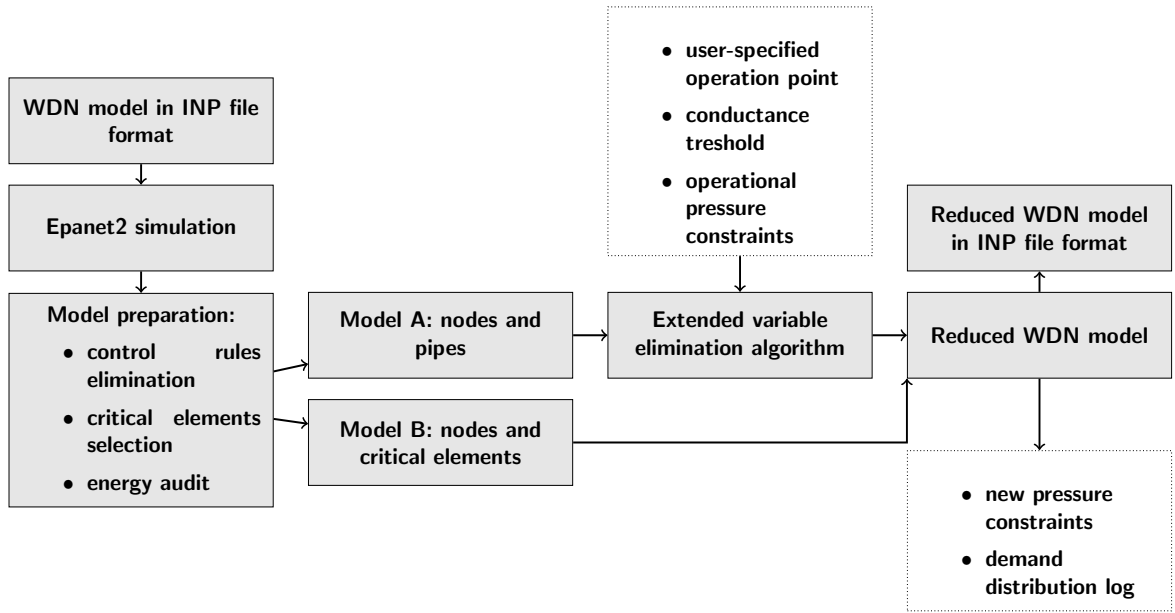 WDN model in INP file
format
Epanet2 simulation
Model preparation:
• control rules
elimination
• critical elements
selection
• energy audit
Model A: nodes and
pipes
Model B: nodes and
critical elements
• user-specified
operation point
• conductance
treshold
• operational
pressure
constraints
Extended variable
elimination algorithm
Reduced WDN model
in INP file format
Reduced WDN model
• new pressure
constraints
• demand
distribution log